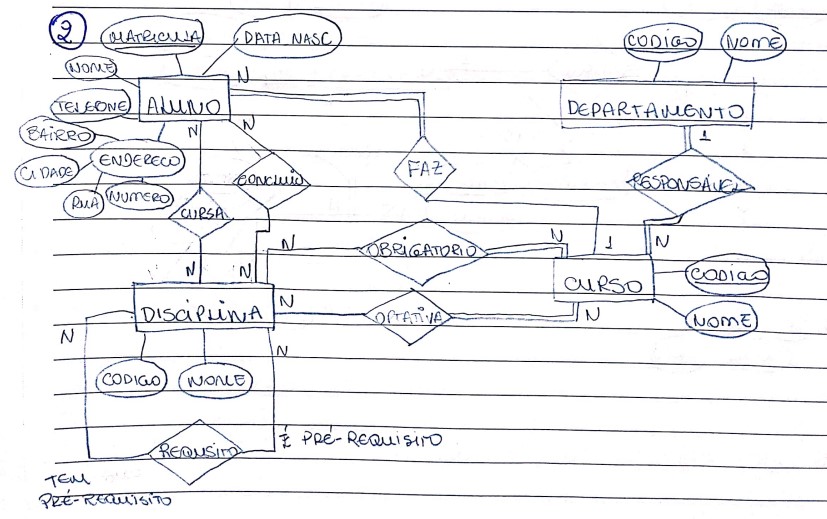 2
MATRICULA
DATA NASC
CODIGO
NOME
NOME
N
TELEFONE
ALUNO
DEPARTAMENTO
BAIRRO
N
N
1
CIDADE
ENDERECO
CONCLUIU
FAZ
RESPONSÁVEL
RUA
NUMERO
CURSA
N
OBRIGATORIO
N
1
N
N
N
CURSO
CODIGO
DISCIPLINA
N
OPTATIVA
N
NOME
N
N
CODIGO
NOME
REQUISITO
É PRÉ-REQUISITO
TEM
PRÉ-REQUISITO